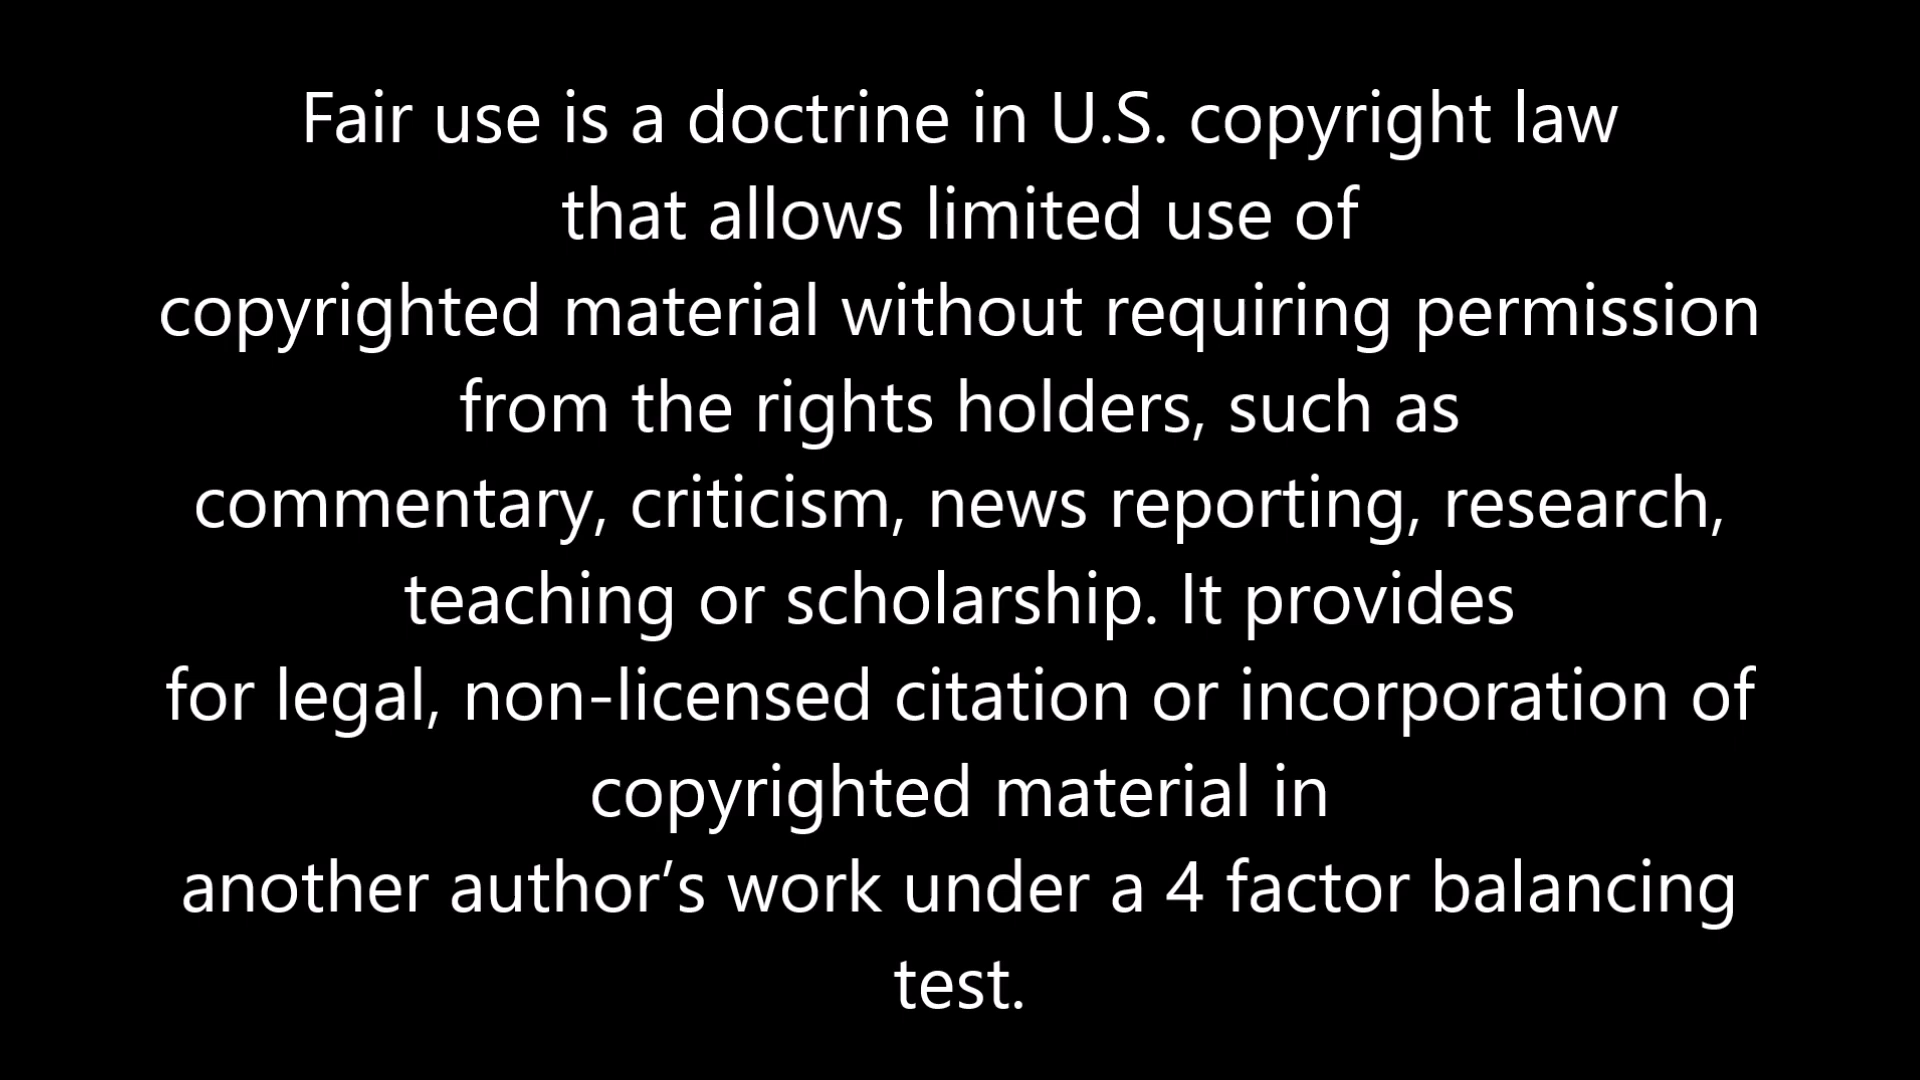 Fair use is a doctrine in U.S. copyright law
that allows limited use of
copyrighted material without requiring permission
from the rights holders, such as
commentary, criticism, news reporting, research,
teaching or scholarship. It provides
for legal, non-licensed citation or incorporation of
copyrighted material in
another author’s work under a 4 factor balancing
test.